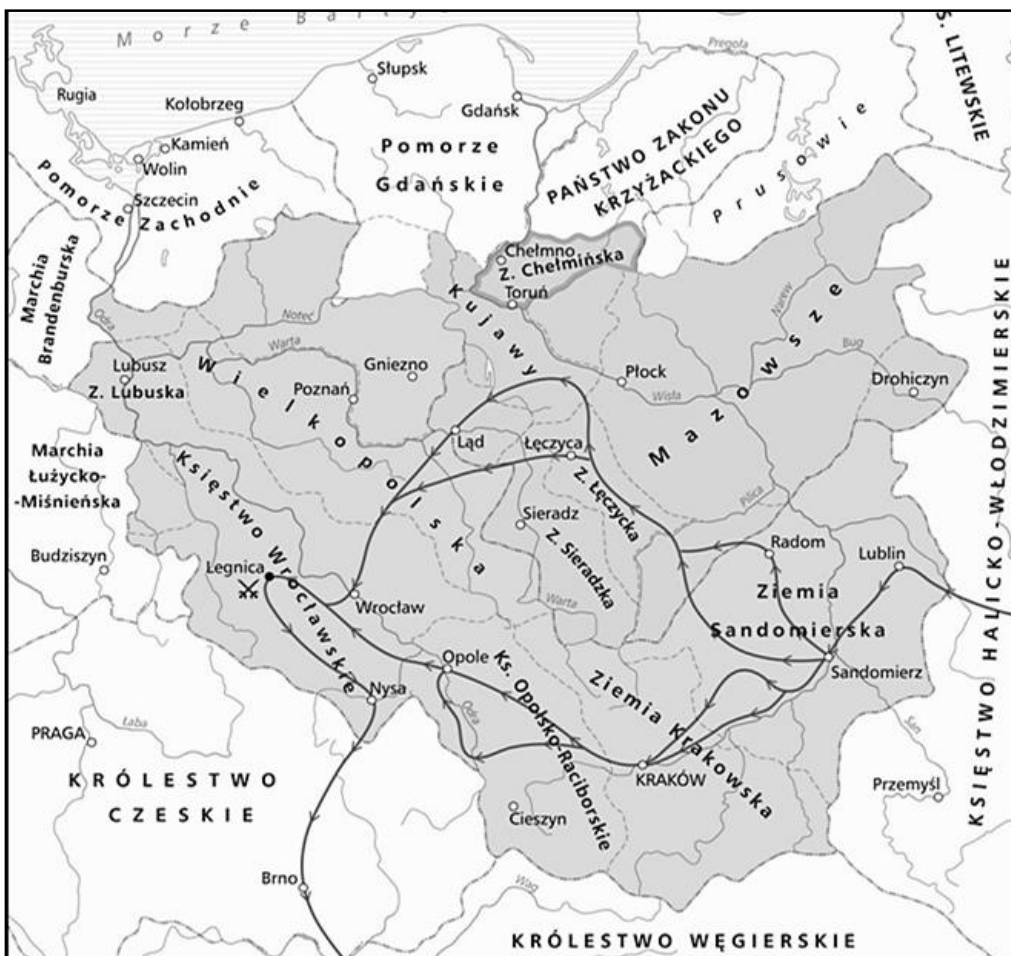 Morze Bałty
Rugia
Słupsk
Kołobrzeg
Gdańsk
Pregoła
S. LITEWSKIE
Kamień
Wolin
Szczecin
Pomorze
Zachodnie
Pomorze
Gdańskie
PAŃSTWO ZAKONU
KRZYŻACKIEGO
Prusowie
Marchia
Brandenburska
Chełmno
Z. Chełmińska
Toruń
Kujawy
Odra
Noteć
Warta
Narew
Bug
Lubusz
Z. Lubuska
Wielkopolska
Gniezno
Poznań
Płock
Wisła
Mazowsze
Drohiczyn
KSIĘSTWO HALICKO-WŁODZIMIERSKIE
Ląd
Łęczyca
Z. Łęczycka
Marchia
Łużycko-
-Miśnieńska
Budziszyn
Księstwo Wrocławskie
Sieradz
Z. Sieradzka
Pilica
Radom
Lublin
Legnica
Wrocław
Warta
Ziemia
Sandomierska
Sandomierz
Opole
Nysa
Odra
Ks. Opolsko-Raciborskie
Ziemia Krakowska
San
PRAGA
Łaba
KRÓLESTWO
CZESKIE
KRAKÓW
Przemyśl
Cieszyn
Brno
Wag
KRÓLESTWO WĘGIERSKIE